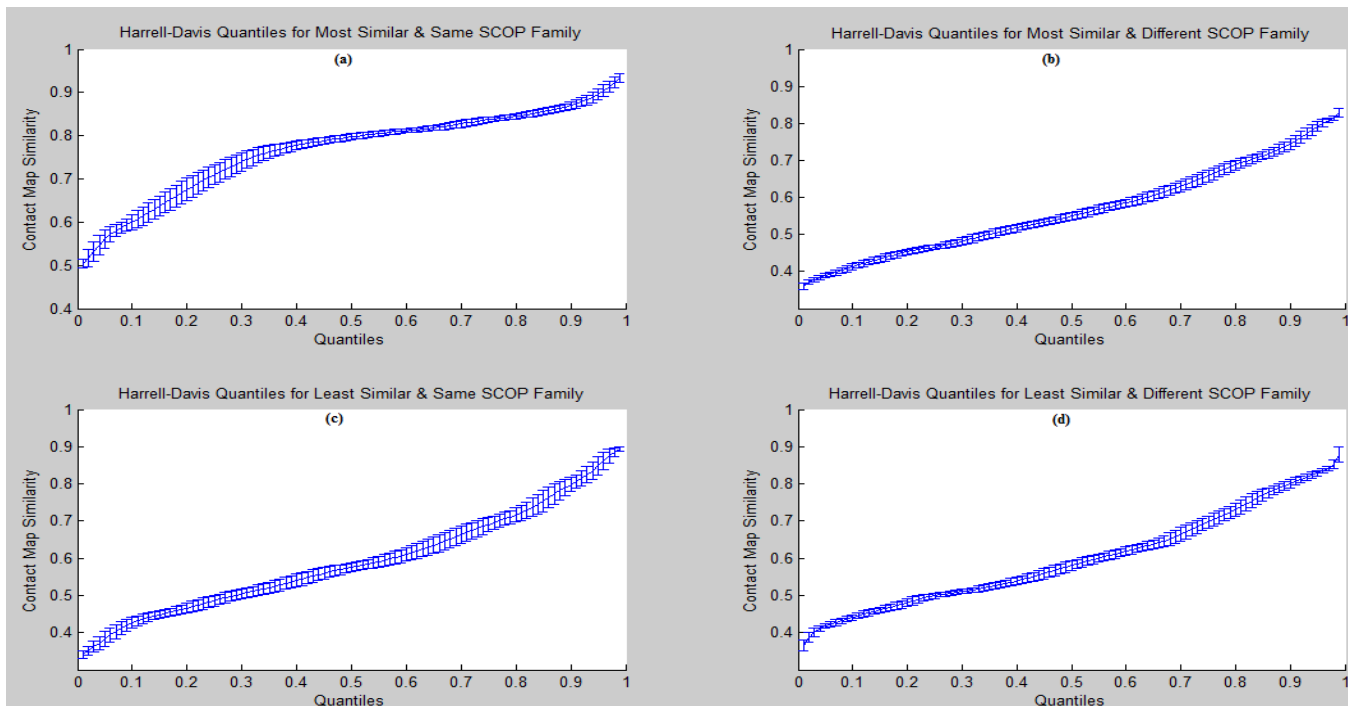 Harrell-Davis Quantiles for Most Similar & Same SCOP Family
(a)
Contact Map Similarity
1
0.9
0.8
0.7
0.6
0.5
0.4
0 0.1 0.2 0.3 0.4 0.5 0.6 0.7 0.8 0.9 1
Quantiles
Harrell-Davis Quantiles for Most Similar & Different SCOP Family
(b)
Contact Map Similarity
1
0.9
0.8
0.7
0.6
0.5
0.4
0 0.1 0.2 0.3 0.4 0.5 0.6 0.7 0.8 0.9 1
Quantiles
Harrell-Davis Quantiles for Least Similar & Same SCOP Family
(c)
Contact Map Similarity
1
0.9
0.8
0.7
0.6
0.5
0.4
0 0.1 0.2 0.3 0.4 0.5 0.6 0.7 0.8 0.9 1
Quantiles
Harrell-Davis Quantiles for Least Similar & Different SCOP Family
(d)
Contact Map Similarity
1
0.9
0.8
0.7
0.6
0.5
0.4
0 0.1 0.2 0.3 0.4 0.5 0.6 0.7 0.8 0.9 1
Quantiles